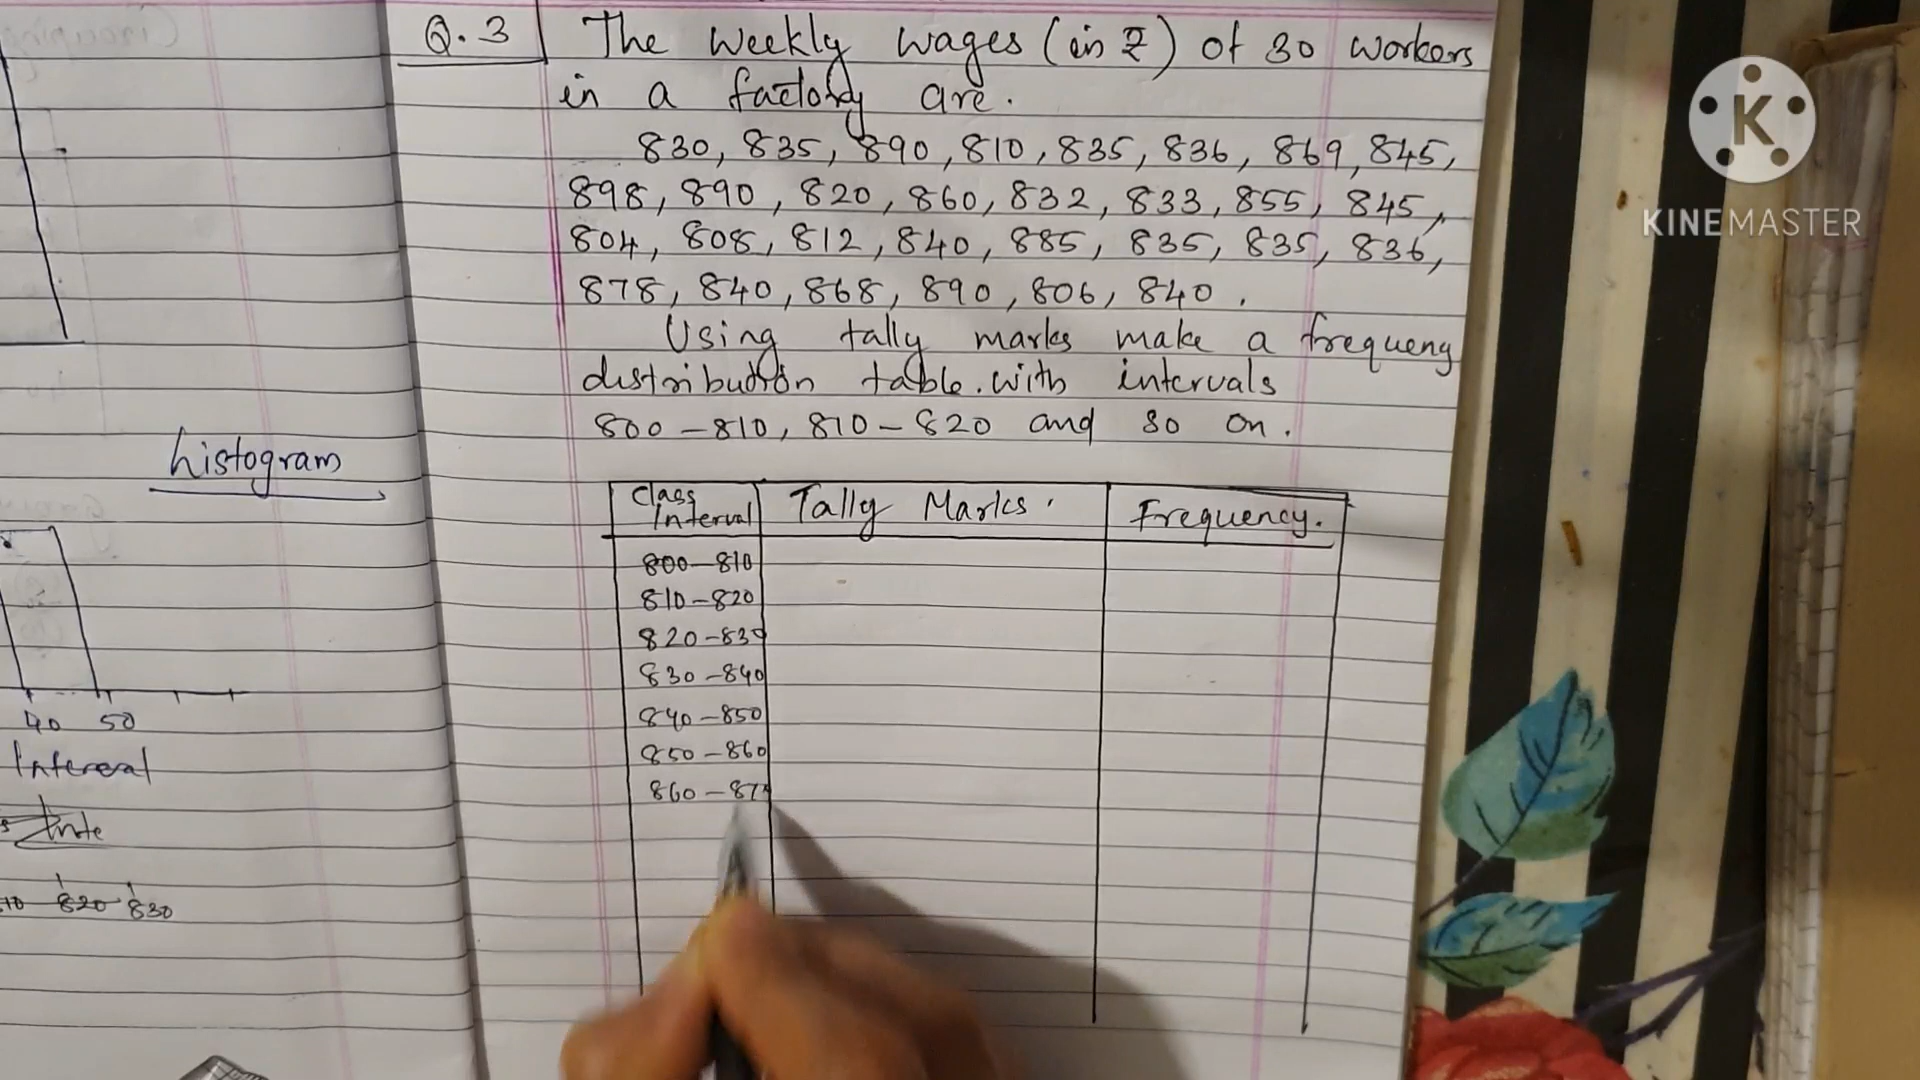 Q. 3 The weekly wages (in ₹) of 30 workers
in a factory are.
830, 835, 890, 810, 835, 836, 869, 845,
898, 890, 820, 860, 832, 833, 855, 845,
804, 808, 812, 840, 885, 835, 835, 836,
878, 840, 868, 890, 806, 840.
Using tally marks make a frequeny
distribution table. with intervals
800 – 810, 810 – 820 and so on.
Class Interval Tally Marks. Frequency.
800–810
810–820
820–830
830–840
840–850
850–860
860–87
histogram
40 50
Interval
820 830
K
KINEMASTER